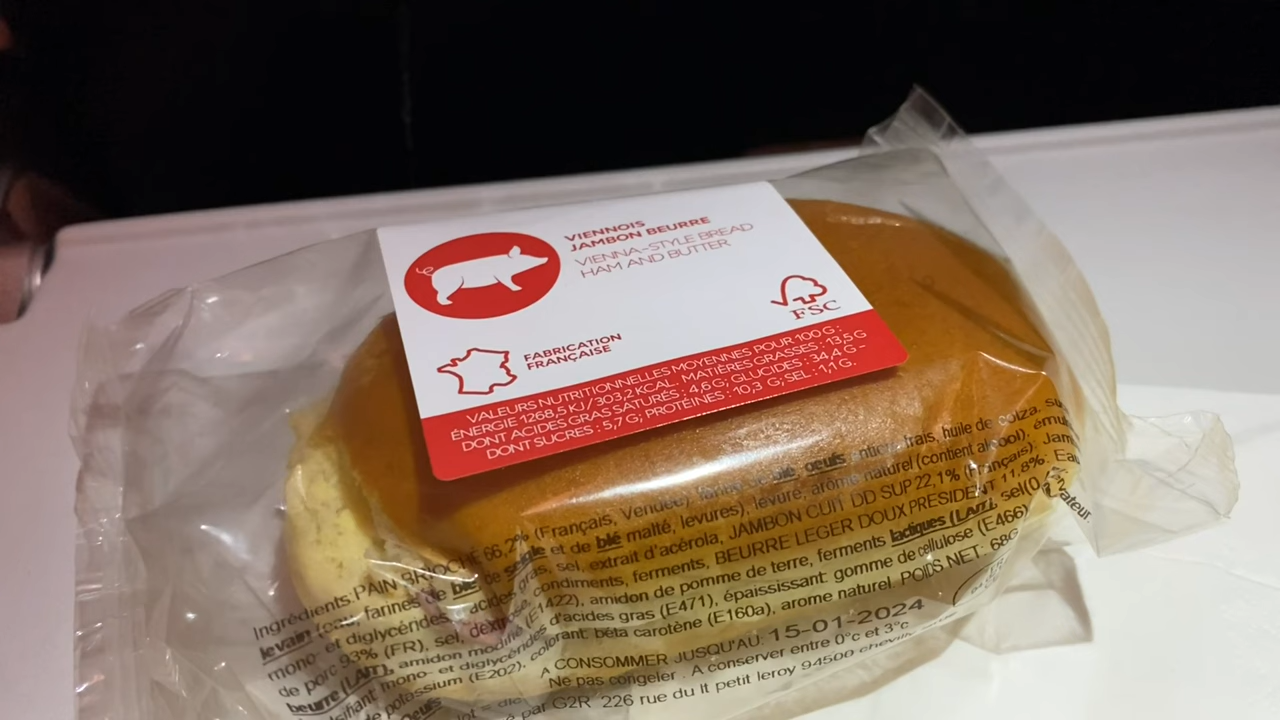 VIENNOIS
JAMBON BEURRE
VIENNA-STYLE BREAD
HAM AND BUTTER
FSC
FABRICATION
FRANÇAISE
VALEURS NUTRITIONNELLES MOYENNES POUR 100 G :
ÉNERGIE 1268,5 KJ / 303,2 KCAL. MATIÈRES GRASSES : 13,5 G
DONT ACIDES GRAS SATURÉS : 4,6 G; GLUCIDES : 34,4 G -
DONT SUCRES : 5,7 G; PROTÉINES : 10,3 G; SEL : 1,1 G.
Ingrédients: PAIN BRIOCHÉ 66,2% (Français, Vendée) farine de blé oeufs entiers frais, huile de colza,
levain farines de blé de seigle et de blé malté, levures), levure, arôme naturel (contient alcool),
mono- et diglycérides acides gras, sel, extrait d'acérola, JAMBON CUIT DD SUP 22,1% (Français): Jam
de porc 93% (FR), sel, condiments, ferments, BEURRE LEGER DOUX PRESIDENT 11,8%: Eau
beurre (LAIT), amidon modifié (E1422), amidon de pomme de terre, ferments lactiques (LAIT), sel
mono- et diglycérides d'acides gras (E471), épaississant: gomme de cellulose (E466)
de potassium (E202), colorant: béta carotène (E160a), arome naturel. POIDS NET: 68G
A CONSOMMER JUSQU'AU: 15-01-2024
Ne pas congeler . A conserver entre 0°c et 3°c
par G2R 226 rue du lt petit leroy 94500